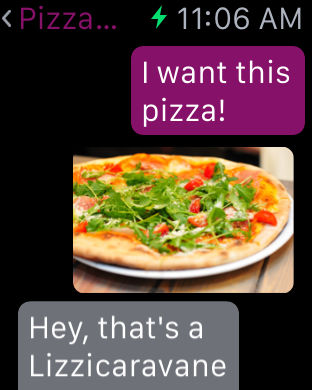 Pizza... 11:06 AM
I want this
pizza!
Hey, that's a
Lizzicaravane